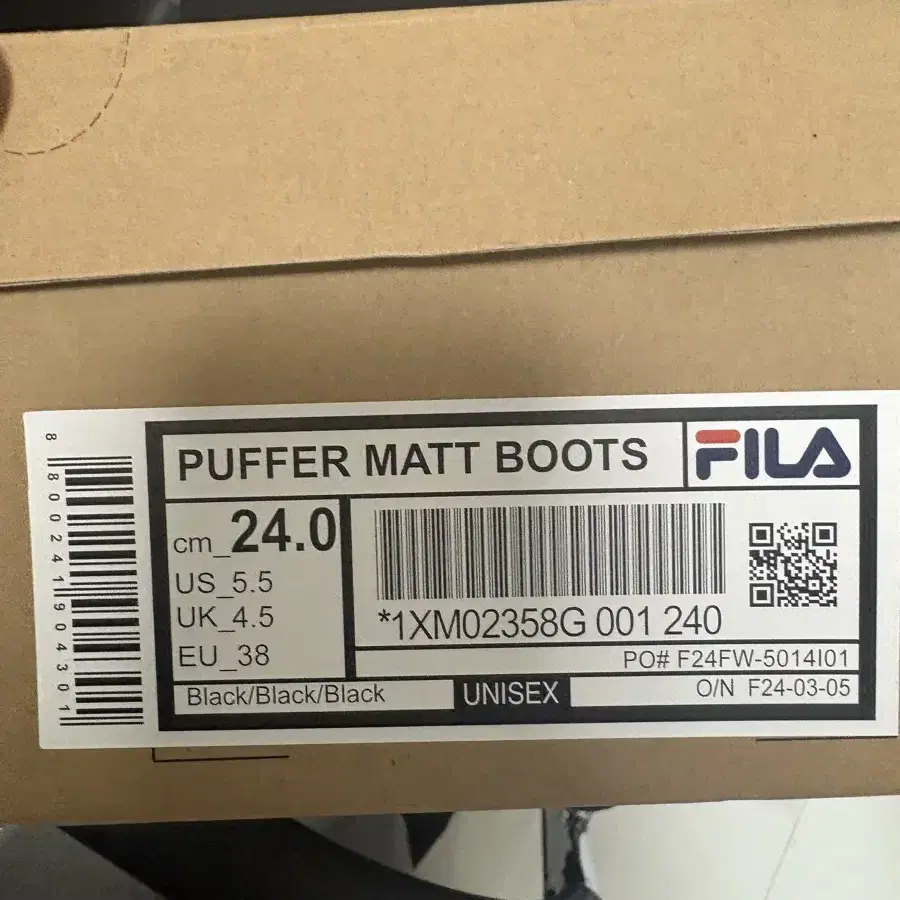 PUFFER MATT BOOTS
FILA
cm_24.0
US_5.5
UK_4.5
EU_38
*1XM02358G 001 240
PO# F24FW-5014I01
Black/Black/Black
UNISEX
O/N F24-03-05
8800241904301